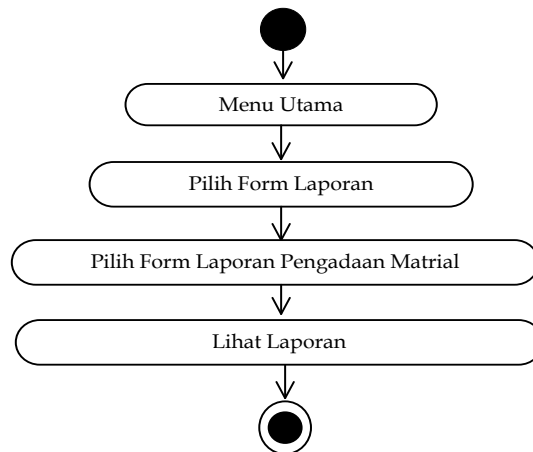 Menu Utama
Pilih Form Laporan
Pilih Form Laporan Pengadaan Matrial
Lihat Laporan